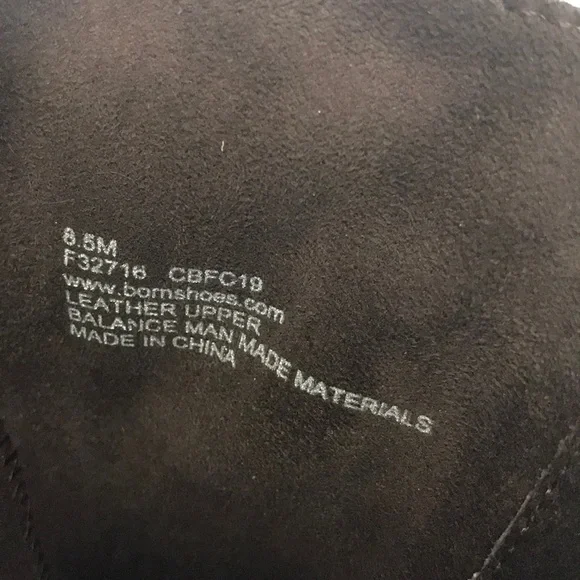 8.5M
F32716 CBFC19
www.bornshoes.com
LEATHER UPPER
BALANCE MAN MADE MATERIALS
MADE IN CHINA